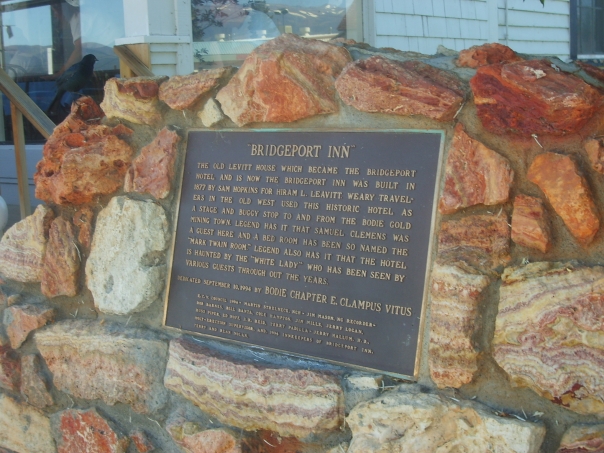 "BRIDGEPORT INN"
THE OLD LEVITT HOUSE WHICH BECAME THE BRIDGEPORT
HOTEL AND IS NOW THE BRIDGEPORT INN WAS BUILT IN
1877 BY SAM HOPKINS FOR HIRAM L. LEAVITT WEARY TRAVEL-
ERS IN THE OLD WEST USED THIS HISTORIC HOTEL AS
A STAGE AND BUGGY STOP TO AND FROM THE BODIE GOLD
MINING TOWN. LEGEND HAS IT THAT SAMUEL CLEMENS WAS
A GUEST HERE AND A BED ROOM HAS BEEN SO NAMED THE
"MARK TWAIN ROOM" LEGEND ALSO HAS IT THAT THE HOTEL
IS HAUNTED BY THE "WHITE LADY" WHO HAS BEEN SEEN BY
VARIOUS GUESTS THROUGH OUT THE YEARS.
DEDICATED SEPTEMBER 10, 1994 BY BODIE CHAPTER E. CLAMPUS VITUS